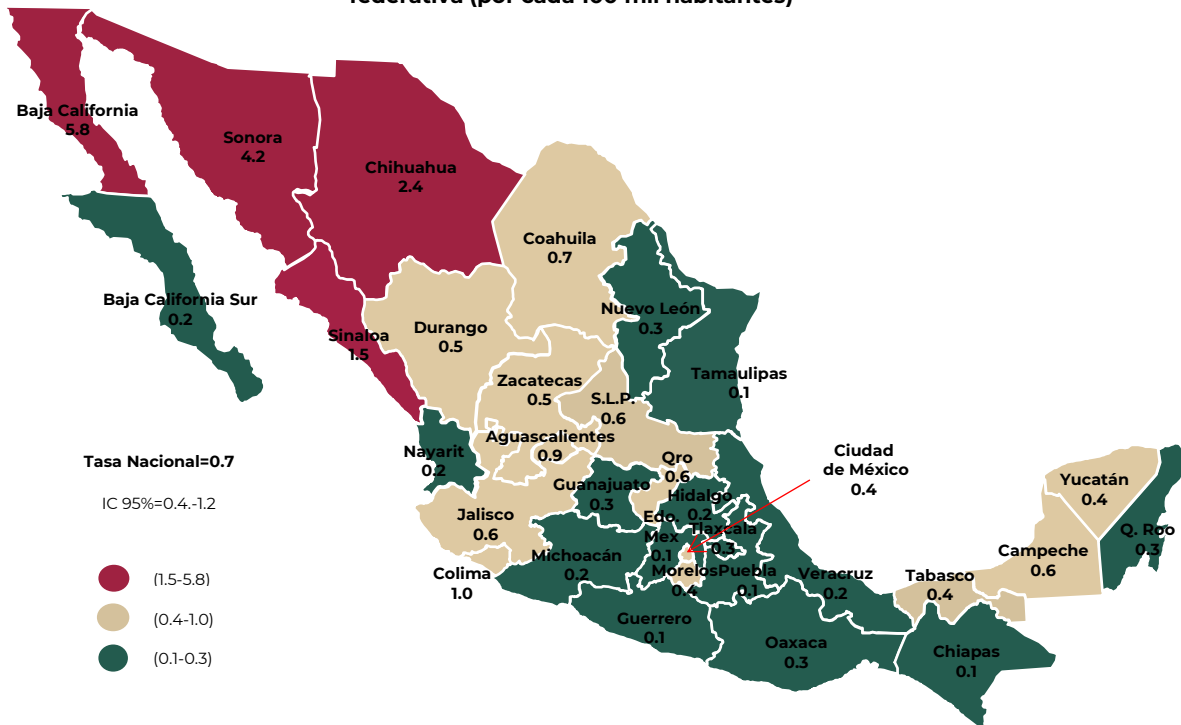 federativa (por cada 100 mil habitantes)
Baja California
5.8
Sonora
4.2
Chihuahua
2.4
Coahuila
0.7
Baja California Sur
0.2
Nuevo León
0.3
Durango
0.5
Sinaloa
1.5
Tamaulipas
0.1
Zacatecas
0.5
S.L.P.
0.6
Aguascalientes
0.9
Nayarit
0.2
Qro
0.6
Ciudad
de México
0.4
Tasa Nacional=0.7
IC 95%=0.4.-1.2
Guanajuato
0.3
Hidalgo
0.2
Yucatán
0.4
Jalisco
0.6
Edo.
Mex
0.1
Tlaxcala
0.3
Q. Roo
0.3
Michoacán
0.2
Campeche
0.6
Colima
1.0
Morelos
0.4
Puebla
0.1
Veracruz
0.2
Tabasco
0.4
Guerrero
0.1
Oaxaca
0.3
Chiapas
0.1
(1.5-5.8)
(0.4-1.0)
(0.1-0.3)